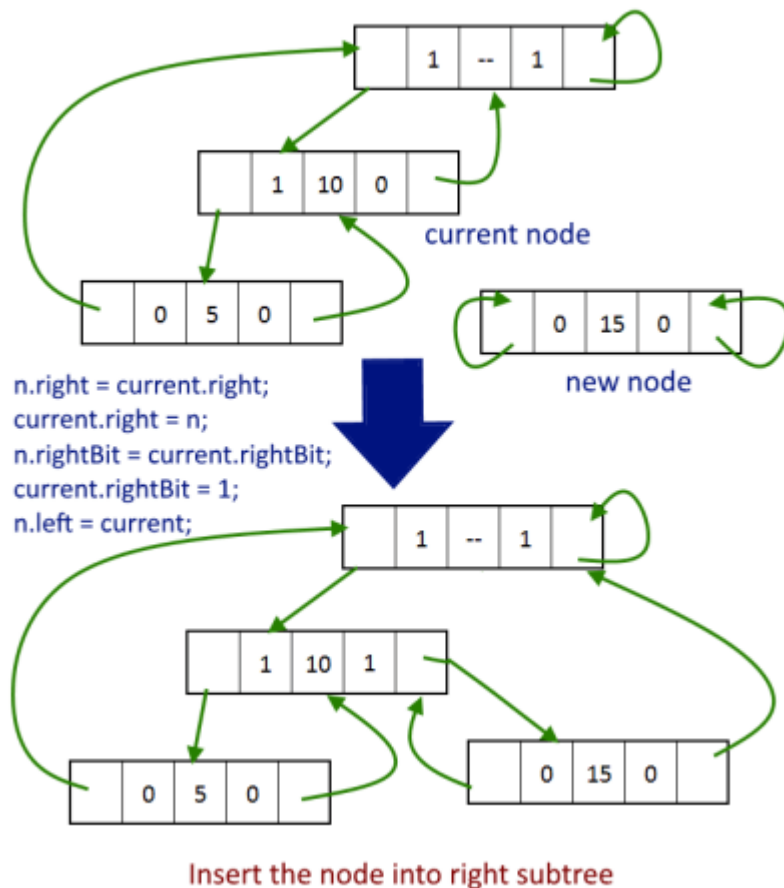 1 -- 1
1 10 0
current node
0 5 0
0 15 0
new node
n.right = current.right;
current.right = n;
n.rightBit = current.rightBit;
current.rightBit = 1;
n.left = current;
1 -- 1
1 10 1
0 5 0
0 15 0
Insert the node into right subtree